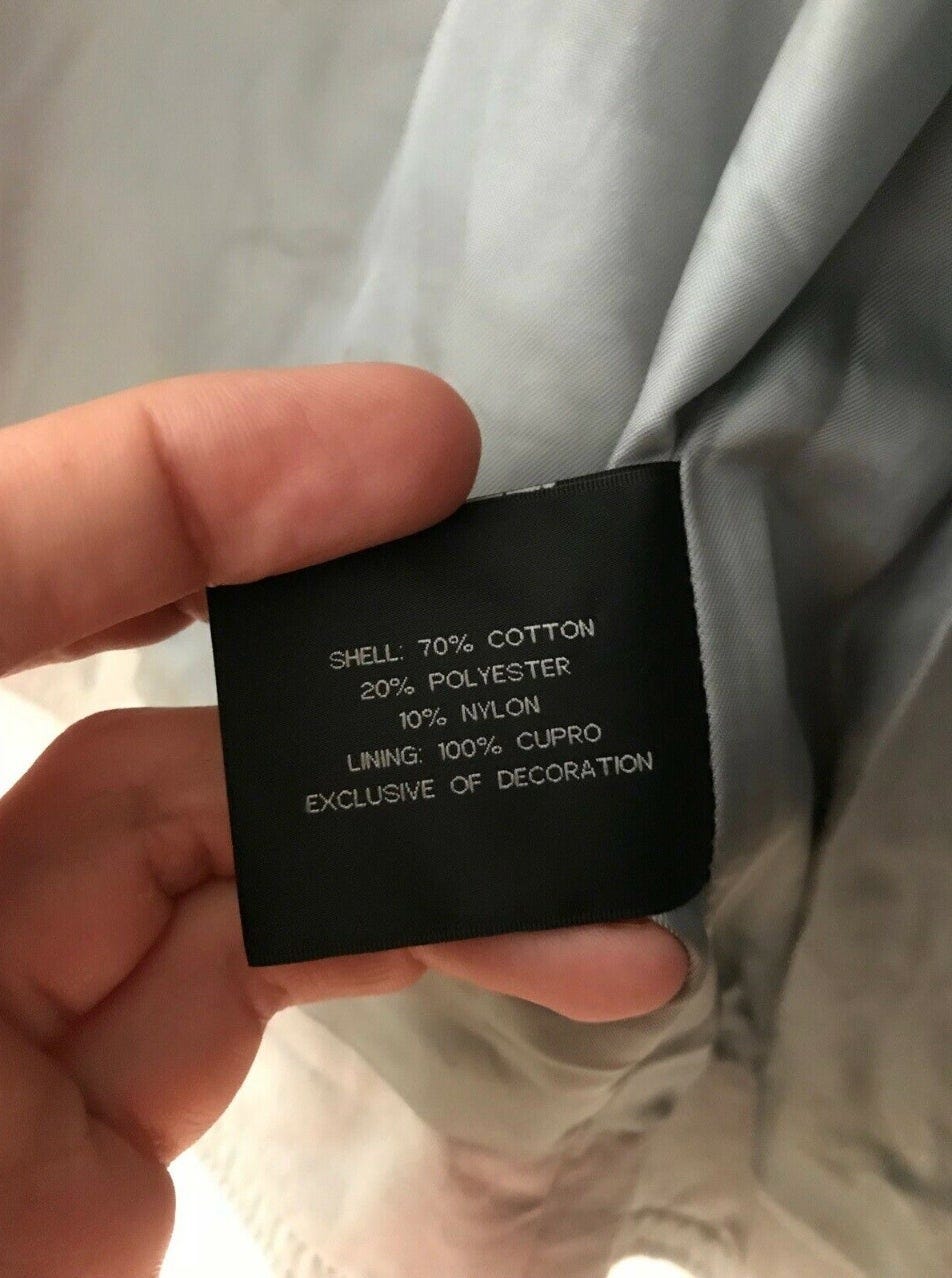 SHELL: 70% COTTON
20% POLYESTER
10% NYLON
LINING: 100% CUPRO
EXCLUSIVE OF DECORATION